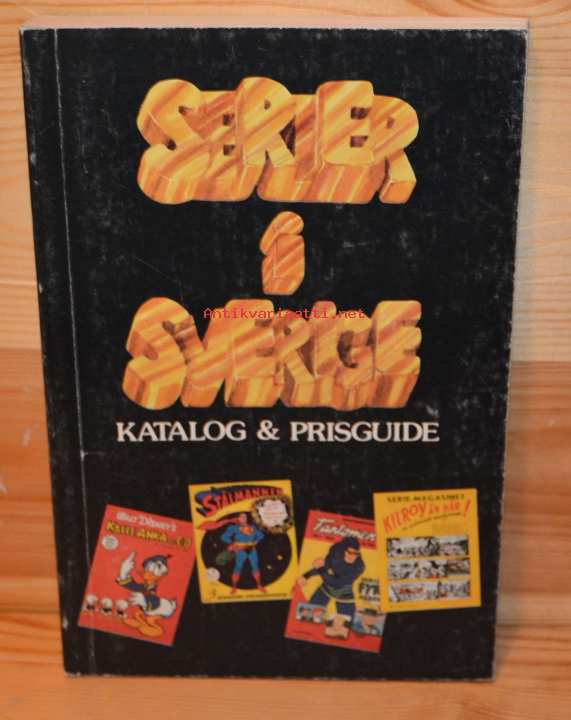 SERIER
i
SVERIGE
Antikvariaatti.net
KATALOG & PRISGUIDE
Walt Disney's
KALLE ANKA & C:O
STÅLMANNEN
Fantomen
SERIE-MAGASINET
KILROY ÄR HÄR!